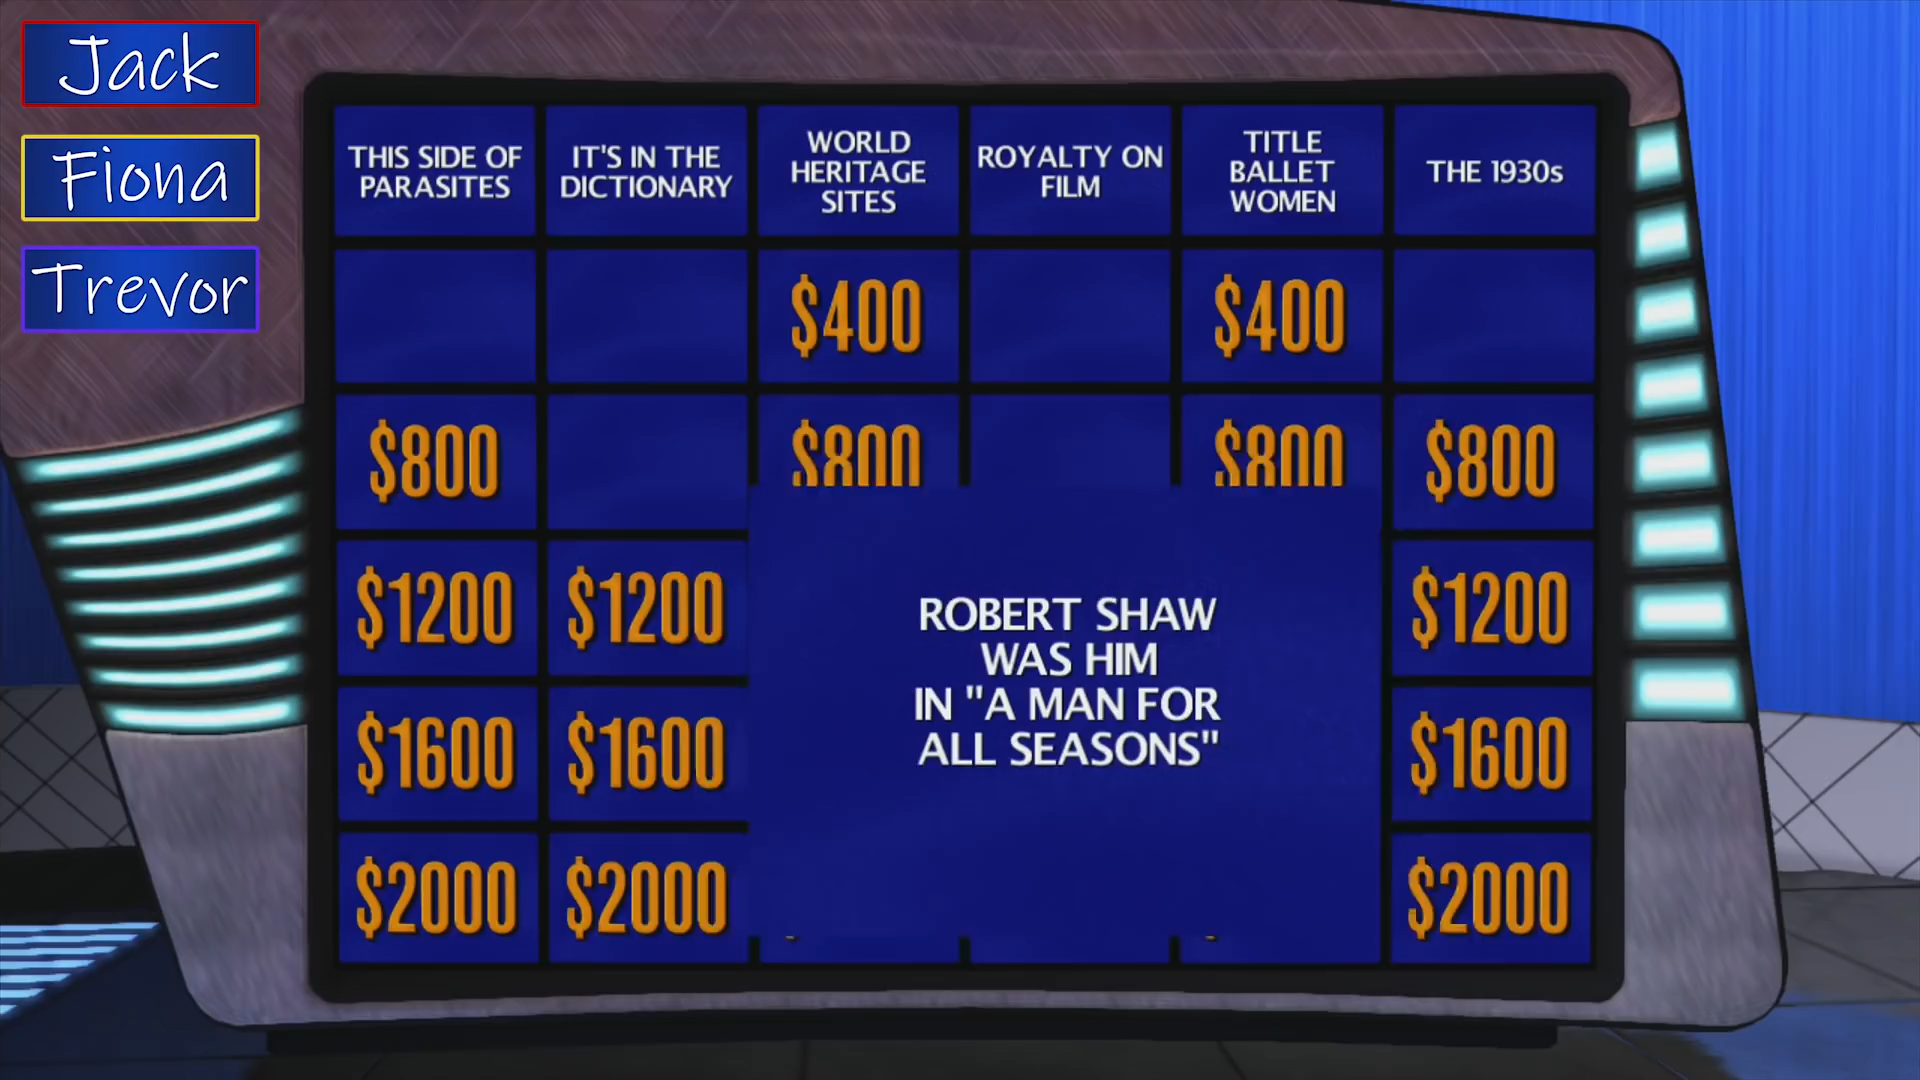 Jack
Fiona
Trevor
THIS SIDE OF
PARASITES
IT'S IN THE
DICTIONARY
WORLD
HERITAGE
SITES
ROYALTY ON
FILM
TITLE
BALLET
WOMEN
THE 1930s
$400
$400
$800
$800
$800
$800
$1200
$1200
ROBERT SHAW
WAS HIM
IN "A MAN FOR
ALL SEASONS"
$1200
$1600
$1600
$1600
$2000
$2000
$2000